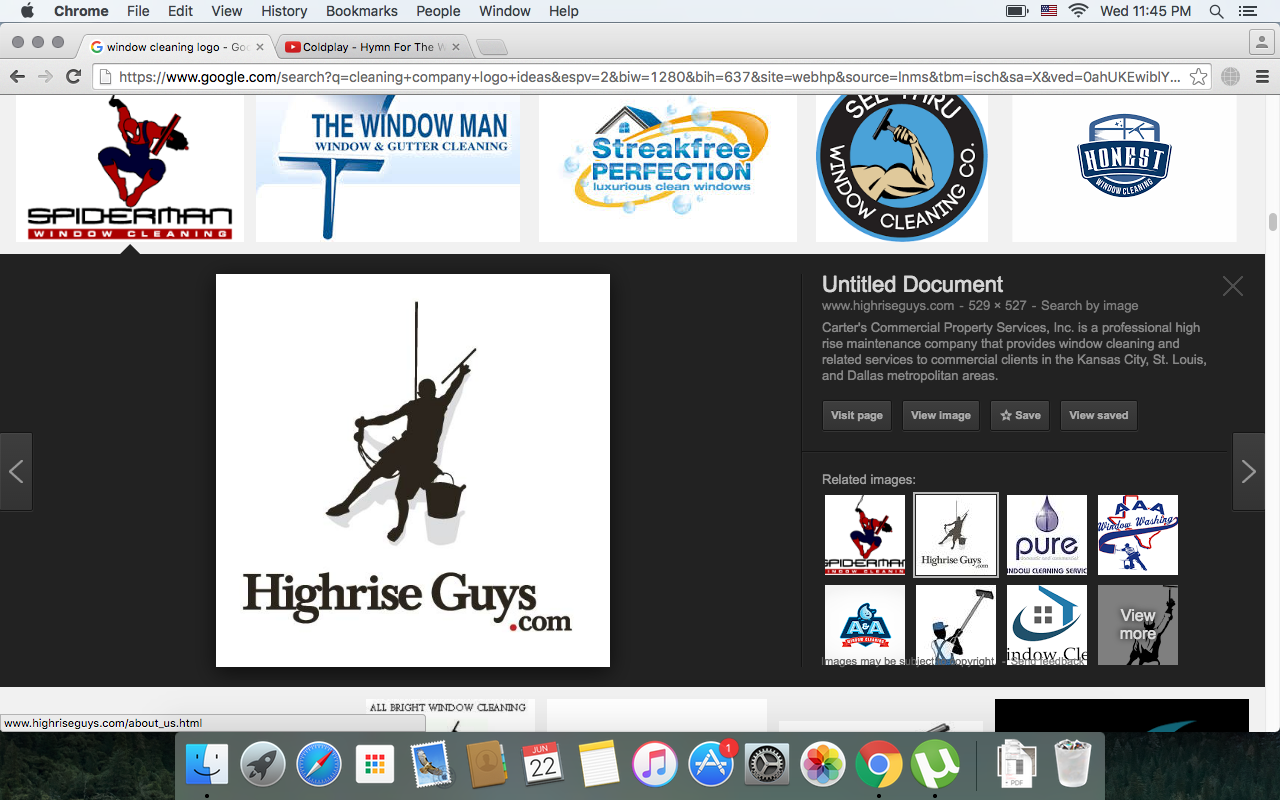 Chrome File Edit View History Bookmarks People Window Help Wed 11:45 PM
window cleaning logo - Goo
Coldplay - Hymn For The W
https://www.google.com/search?q=cleaning+company+logo+ideas&espv=2&biw=1280&bih=637&site=webhp&source=lnms&tbm=isch&sa=X&ved=0ahUKEwiblY...
SPIDERMAN
WINDOW CLEANING
THE WINDOW MAN
WINDOW & GUTTER CLEANING
Streakfree
PERFECTION
luxurious clean windows
SEE THRU
WINDOW CLEANING CO.
HONEST
WINDOW CLEANING
Highrise Guys
.com
Untitled Document
www.highriseguys.com - 529 × 527 - Search by image
Carter's Commercial Property Services, Inc. is a professional high
rise maintenance company that provides window cleaning and
related services to commercial clients in the Kansas City, St. Louis,
and Dallas metropolitan areas.
Visit page View image Save View saved
Related images:
SPIDERMAN
WINDOW CLEANING
Highrise Guys
.com
pure
WINDOW CLEANING SERVIC
AAA
Window Washing
A&A
WINDOW CLEANING
indow Cle
View
more
Images may be subject to copyright. - Send feedback
ALL BRIGHT WINDOW CLEANING
www.highriseguys.com/about_us.html
JUN
22
1
PDF